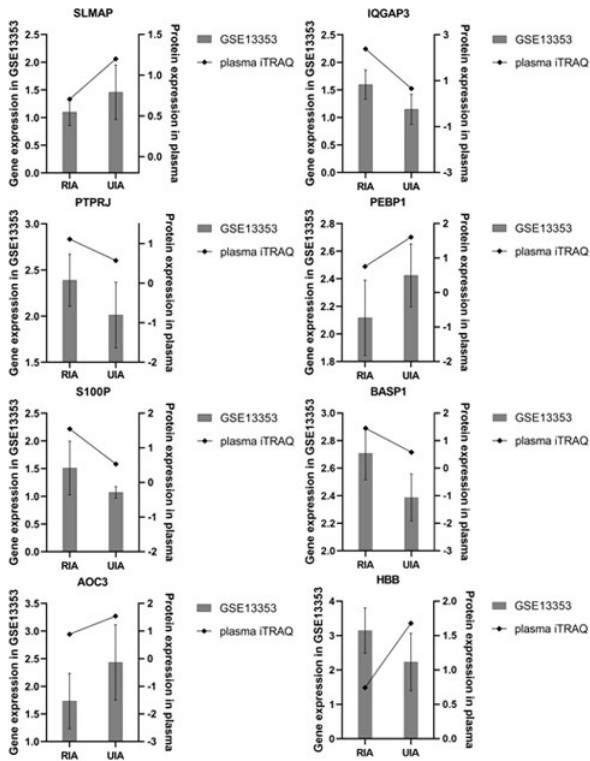 SLMAP
Gene expression in GSE13353
2.5
2.0
1.5
1.0
0.5
0.0
1.5
1.0
0.5
0.0
Protein expression in plasma
RIA UIA
GSE13353
plasma iTRAQ
IQGAP3
Gene expression in GSE13353
2.5
2.0
1.5
1.0
0.5
0.0
3
1
-1
-3
Protein expression in plasma
RIA UIA
GSE13353
plasma iTRAQ
PTPRJ
Gene expression in GSE13353
3.0
2.5
2.0
1.5
1
0
-1
-2
Protein expression in plasma
RIA UIA
GSE13353
plasma iTRAQ
PEBP1
Gene expression in GSE13353
2.8
2.6
2.4
2.2
2.0
1.8
2
1
0
-1
-2
Protein expression in plasma
RIA UIA
GSE13353
plasma iTRAQ
S100P
Gene expression in GSE13353
2.5
2.0
1.5
1.0
0.5
0.0
2
1
0
-1
-2
Protein expression in plasma
RIA UIA
GSE13353
plasma iTRAQ
BASP1
Gene expression in GSE13353
3.0
2.8
2.6
2.4
2.2
2.0
2
1
0
-1
-2
-3
Protein expression in plasma
RIA UIA
GSE13353
plasma iTRAQ
AOC3
Gene expression in GSE13353
3.5
3.0
2.5
2.0
1.5
1.0
2
1
0
-1
-2
-3
Protein expression in plasma
RIA UIA
GSE13353
plasma iTRAQ
HBB
Gene expression in GSE13353
4
3
2
1
0
2.0
1.5
1.0
0.5
0.0
Protein expression in plasma
RIA UIA
GSE13353
plasma iTRAQ